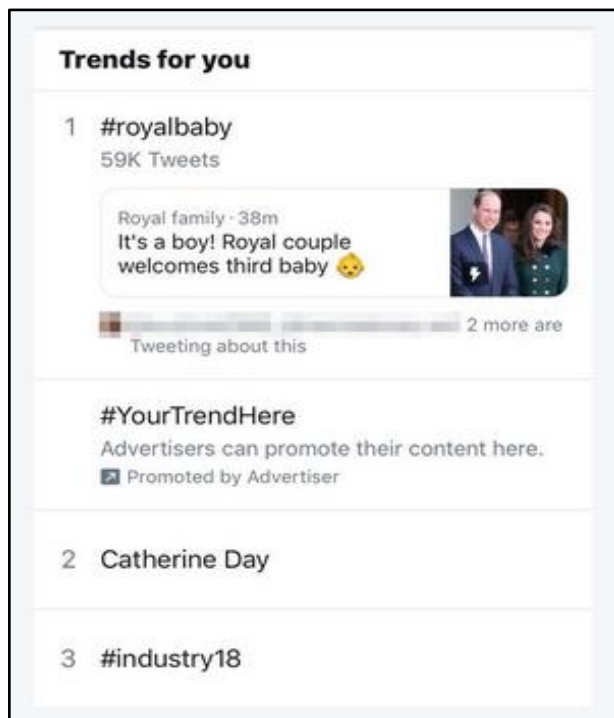 Trends for you
1 #royalbaby
59K Tweets
Royal family · 38m
It's a boy! Royal couple
welcomes third baby 👶
2 more are
Tweeting about this
#YourTrendHere
Advertisers can promote their content here.
Promoted by Advertiser
2 Catherine Day
3 #industry18